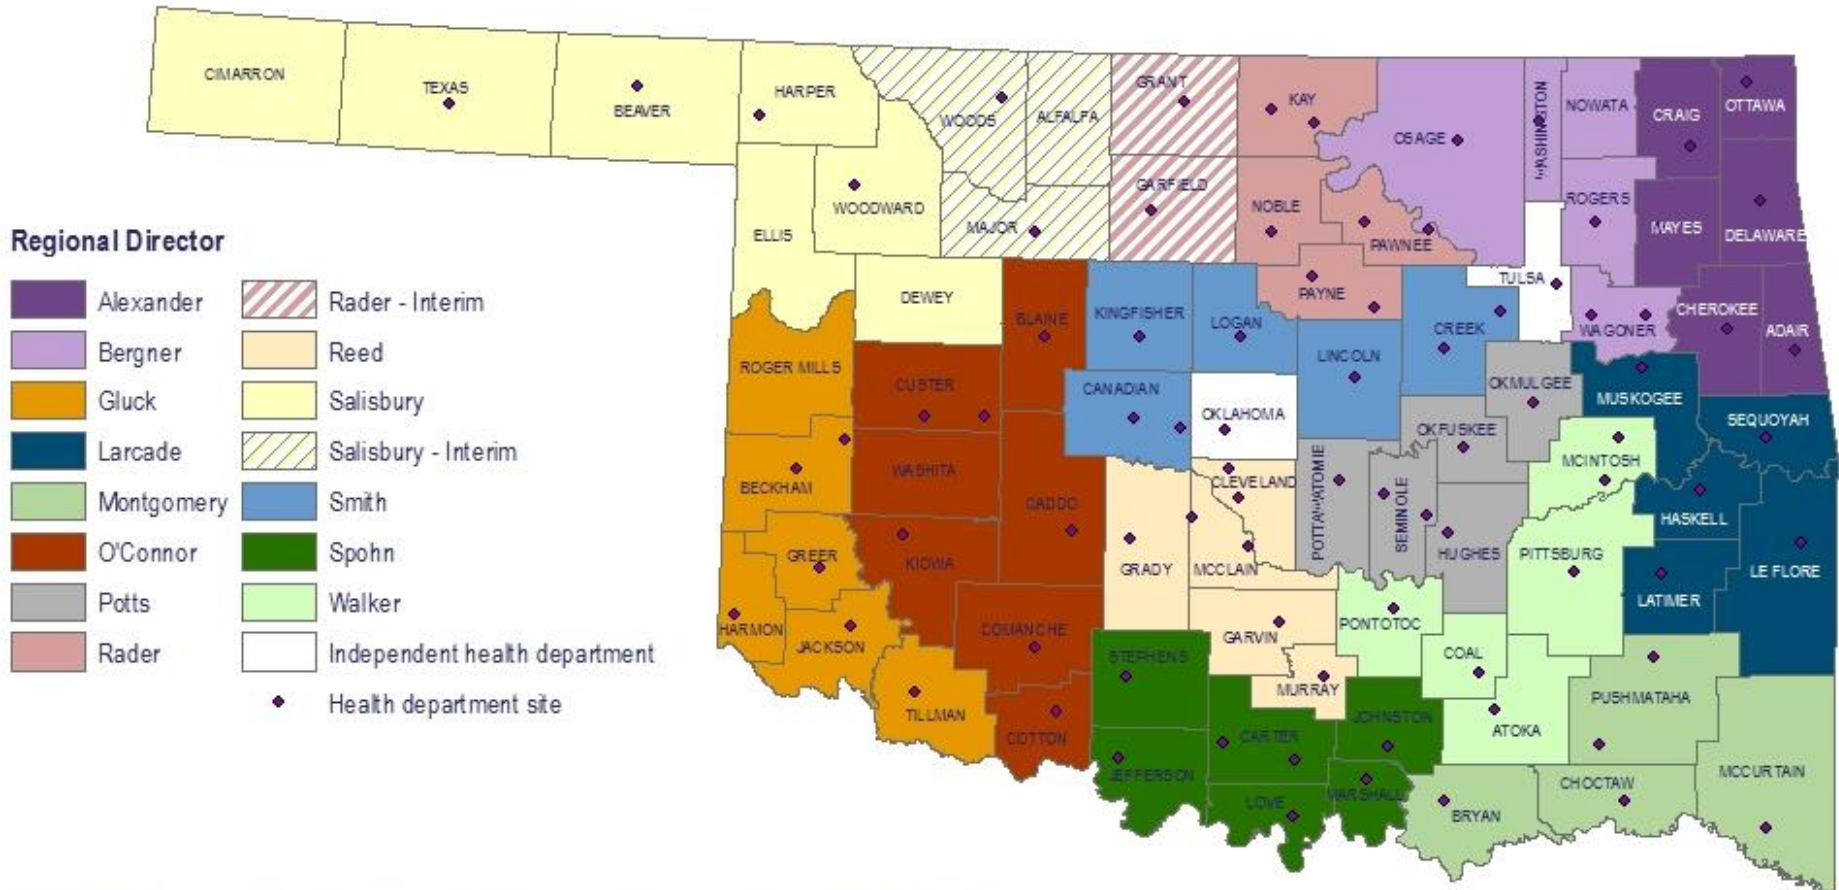 CIMARRON
TEXAS
BEAVER
HARPER
WOODS
ALFALFA
GRANT
KAY
OSAGE
WASHINGTON
NOWATA
CRAIG
OTTAWA
ELLIS
WOODWARD
MAJOR
GARFIELD
NOBLE
PAWNEE
ROGERS
MAYES
DELAWARE
DEWEY
BLAINE
KINGFISHER
LOGAN
PAYNE
CREEK
TULSA
WAGONER
CHEROKEE
ADAIR
ROGER MILLS
CUSTER
CANADIAN
OKLAHOMA
LINCOLN
OKMULGEE
MUSKOGEE
SEQUOYAH
BECKHAM
WASHITA
CADDO
CLEVELAND
POTTAWATOMIE
SEMINOLE
OKFUSKEE
MCINTOSH
HASKELL
GREER
KIOWA
GRADY
MCCLAIN
HUGHES
PITTSBURG
LATIMER
LE FLORE
HARMON
JACKSON
COMANCHE
STEPHENS
GARVIN
PONTOTOC
COAL
TILLMAN
COTTON
JEFFERSON
CARTER
MURRAY
JOHNSTON
ATOKA
PUSHMATAHA
LOVE
MARSHALL
BRYAN
CHOCTAW
MCCURTAIN
Regional Director
Alexander
Bergner
Gluck
Larcade
Montgomery
O'Connor
Potts
Rader
Rader - Interim
Reed
Salisbury
Salisbury - Interim
Smith
Spohn
Walker
Independent health department
Health department site